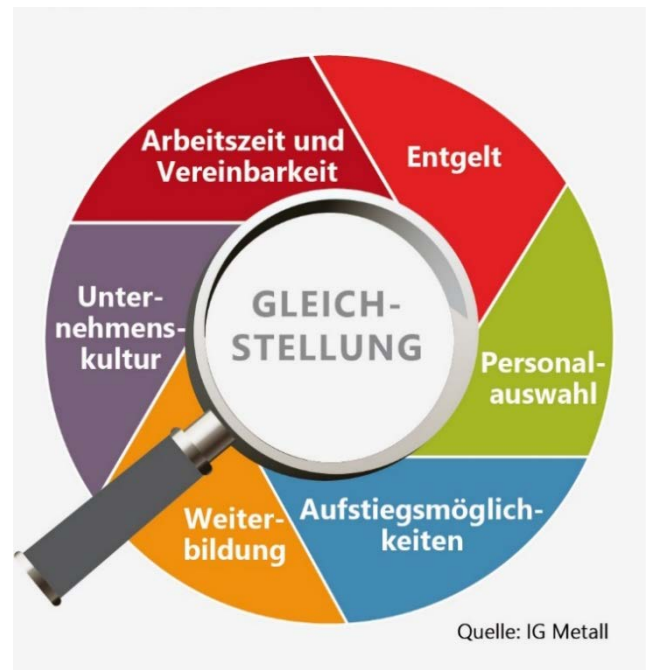 Arbeitszeit und
Vereinbarkeit
Entgelt
Unter-
nehmens-
kultur
GLEICH-
STELLUNG
Personal-
auswahl
Weiter-
bildung
Aufstiegsmöglich-
keiten
Quelle: IG Metall